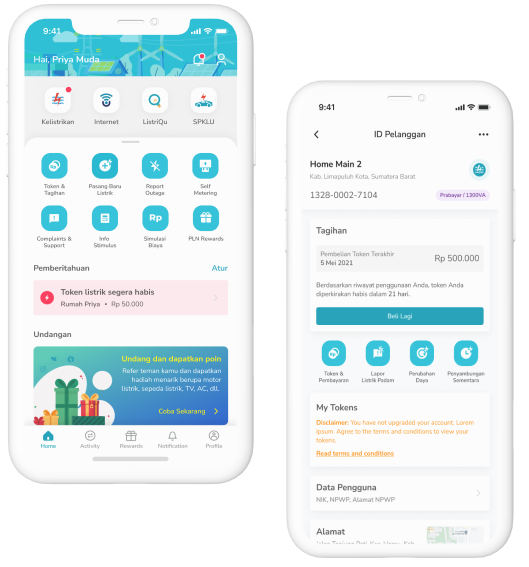 9:41
Hai, Priya Muda
Kelistrikan
Internet
ListriQu
SPKLU
Token &
Tagihan
Pasang Baru
Listrik
Report
Outage
Self
Metering
Complaints &
Support
Info
Stimulus
Rp
Simulasi
Biaya
PLN Rewards
Pemberitahuan
Atur
Token listrik segera habis
Rumah Priya • Rp 50.000
Undangan
Undang dan dapatkan poin
Refer teman kamu dan dapatkan
hadiah menarik berupa motor
listrik, sepeda listrik, TV, AC, dll.
Coba Sekarang
Home
Activity
Rewards
Notification
Profile
9:41
ID Pelanggan
Home Main 2
Kab. Limapuluh Kota, Sumatera Barat
1328-0002-7104
Prabayar / 1300VA
Tagihan
Pembelian Token Terakhir
5 Mei 2021
Rp 500.000
Berdasarkan riwayat penggunaan Anda, token Anda
diperkirakan habis dalam 21 hari.
Beli Lagi
Token &
Pembayaran
Lapor
Listrik Padam
Perubahan
Daya
Penyambungan
Sementara
My Tokens
Disclaimer: You have not upgraded your account. Lorem
ipsum. Agree to the terms and conditions to view your
tokens.
Read terms and conditions
Data Pengguna
NIK, NPWP, Alamat NPWP
Alamat